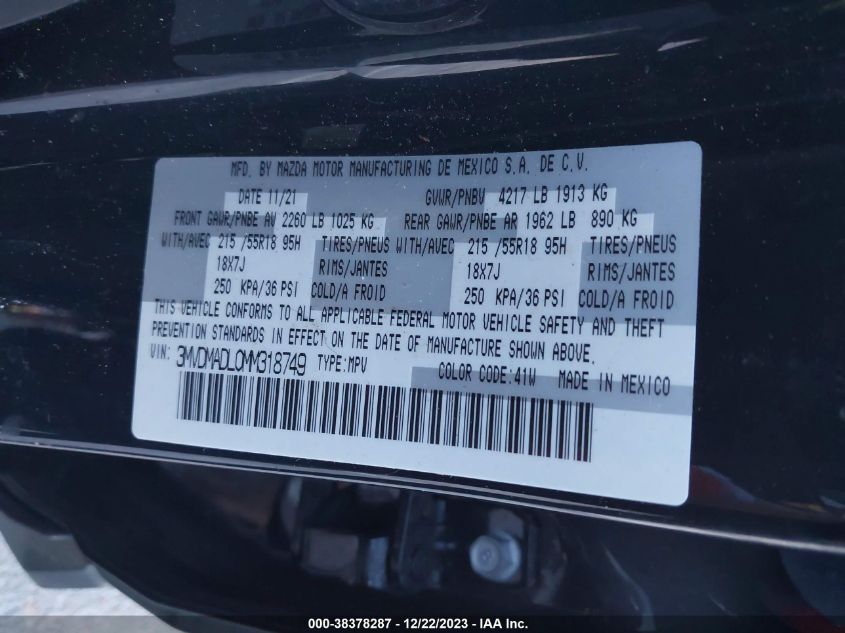 MFD. BY MAZDA MOTOR MANUFACTURING DE MEXICO S.A. DE C.V.
DATE 11/21 GVWR/PNBV 4217 LB 1913 KG
FRONT GAWR/PNBE AV 2260 LB 1025 KG REAR GAWR/PNBE AR 1962 LB 890 KG
WITH/AVEC 215 /55R18 95H TIRES/PNEUS WITH/AVEC 215 /55R18 95H TIRES/PNEUS
18X7J RIMS/JANTES 18X7J RIMS/JANTES
250 KPA/36 PSI COLD/A FROID 250 KPA/36 PSI COLD/A FROID
THIS VEHICLE CONFORMS TO ALL APPLICABLE FEDERAL MOTOR VEHICLE SAFETY AND THEFT
PREVENTION STANDARDS IN EFFECT ON THE DATE OF MANUFACTURE SHOWN ABOVE.
VIN: 3MVDMADL0MM318749 TYPE:MPV
COLOR CODE:41W MADE IN MEXICO
000-38378287 - 12/22/2023 - IAA Inc.